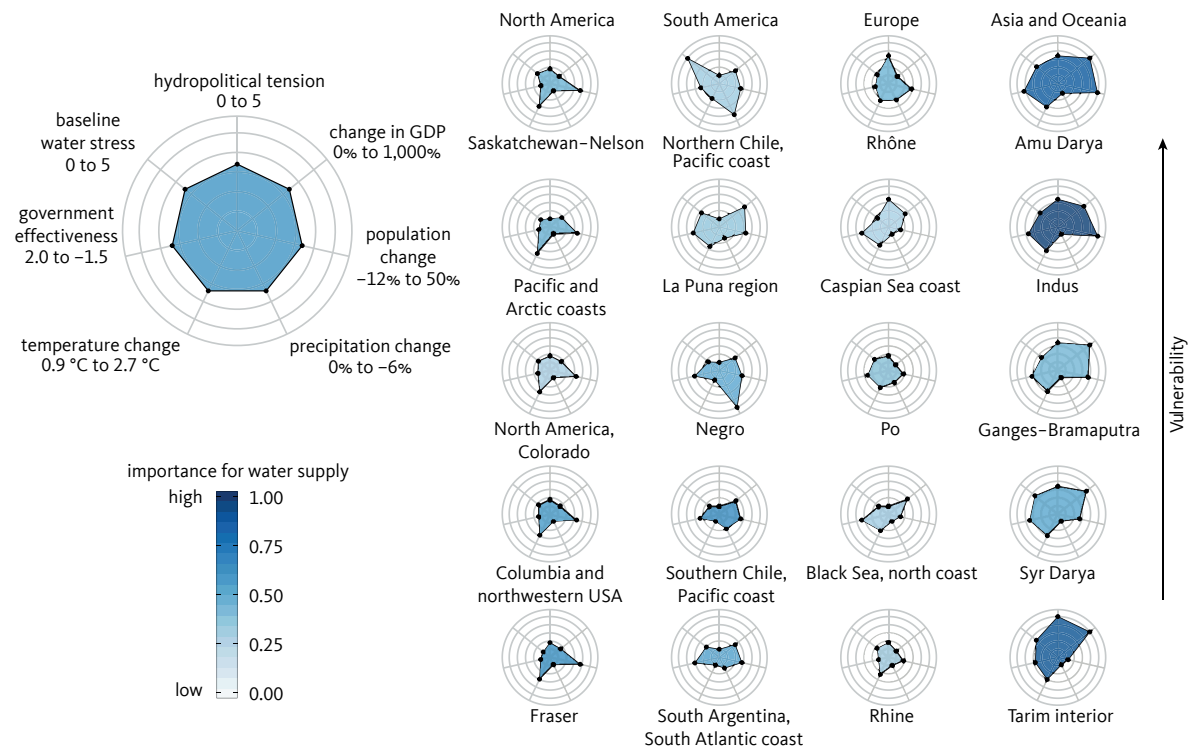 hydropolitical tension
0 to 5
baseline
water stress
0 to 5
change in GDP
0% to 1,000%
government
effectiveness
2.0 to −1.5
population
change
−12% to 50%
temperature change
0.9 °C to 2.7 °C
precipitation change
0% to −6%
importance for water supply
high
1.00
0.75
0.50
0.25
low
0.00
North America
South America
Europe
Asia and Oceania
Saskatchewan–Nelson
Northern Chile,
Pacific coast
Rhône
Amu Darya
Pacific and
Arctic coasts
La Puna region
Caspian Sea coast
Indus
North America,
Colorado
Negro
Po
Ganges–Bramaputra
Columbia and
northwestern USA
Southern Chile,
Pacific coast
Black Sea, north coast
Syr Darya
Fraser
South Argentina,
South Atlantic coast
Rhine
Tarim interior
Vulnerability